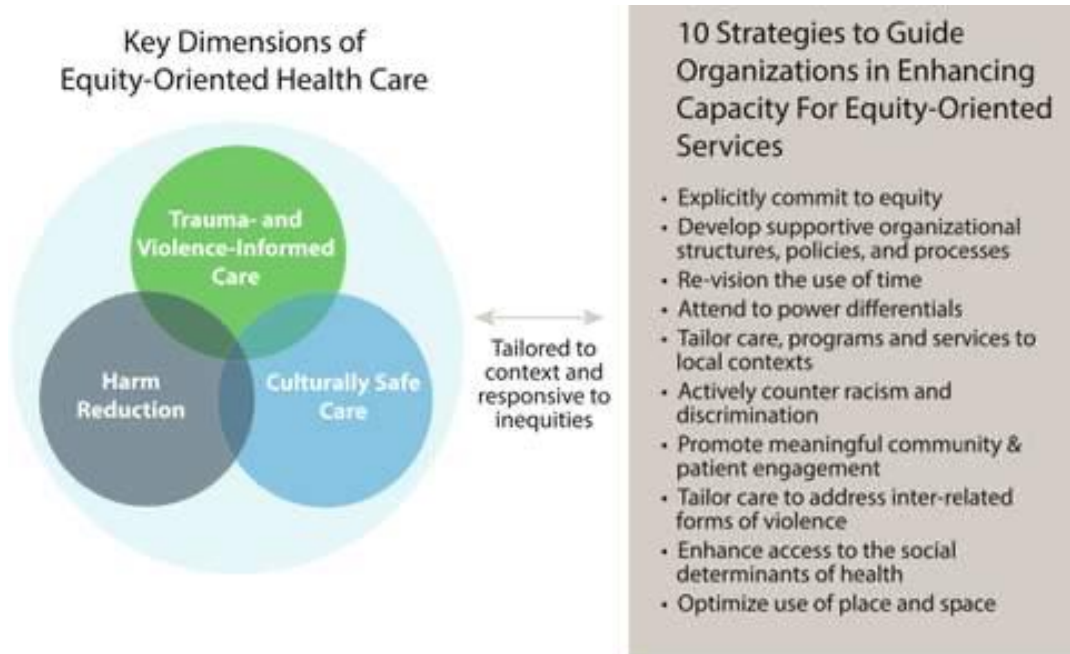 Key Dimensions of
Equity-Oriented Health Care
Trauma- and
Violence-Informed
Care
Harm
Reduction
Culturally Safe
Care
Tailored to
context and
responsive to
inequities
10 Strategies to Guide
Organizations in Enhancing
Capacity For Equity-Oriented
Services
• Explicitly commit to equity
• Develop supportive organizational
structures, policies, and processes
• Re-vision the use of time
• Attend to power differentials
• Tailor care, programs and services to
local contexts
• Actively counter racism and
discrimination
• Promote meaningful community &
patient engagement
• Tailor care to address inter-related
forms of violence
• Enhance access to the social
determinants of health
• Optimize use of place and space